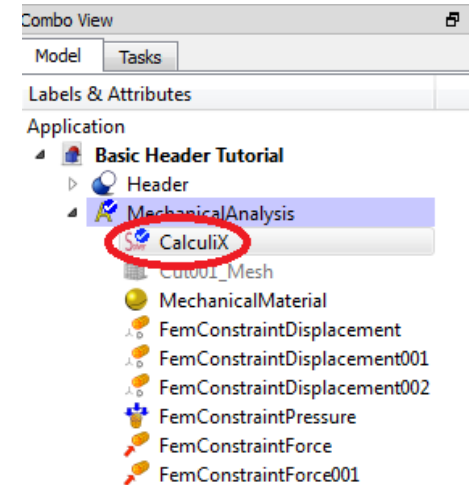 Combo View
Model Tasks
Labels & Attributes
Application
Basic Header Tutorial
Header
MechanicalAnalysis
CalculiX
Cut001_Mesh
MechanicalMaterial
FemConstraintDisplacement
FemConstraintDisplacement001
FemConstraintDisplacement002
FemConstraintPressure
FemConstraintForce
FemConstraintForce001